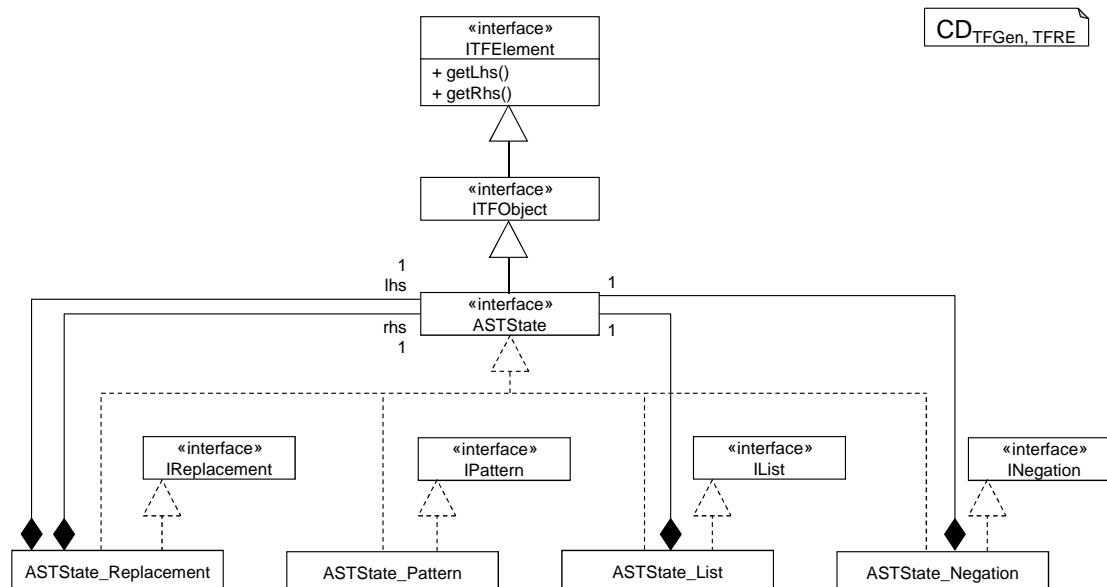 «interface»
ITFElement
+ getLhs()
+ getRhs()
CD_TFGen, TFRE
«interface»
ITFObject
1
lhs
1
«interface»
ASTState
rhs
1
1
«interface»
IReplacement
«interface»
IPattern
«interface»
IList
«interface»
INegation
ASTState_Replacement
ASTState_Pattern
ASTState_List
ASTState_Negation